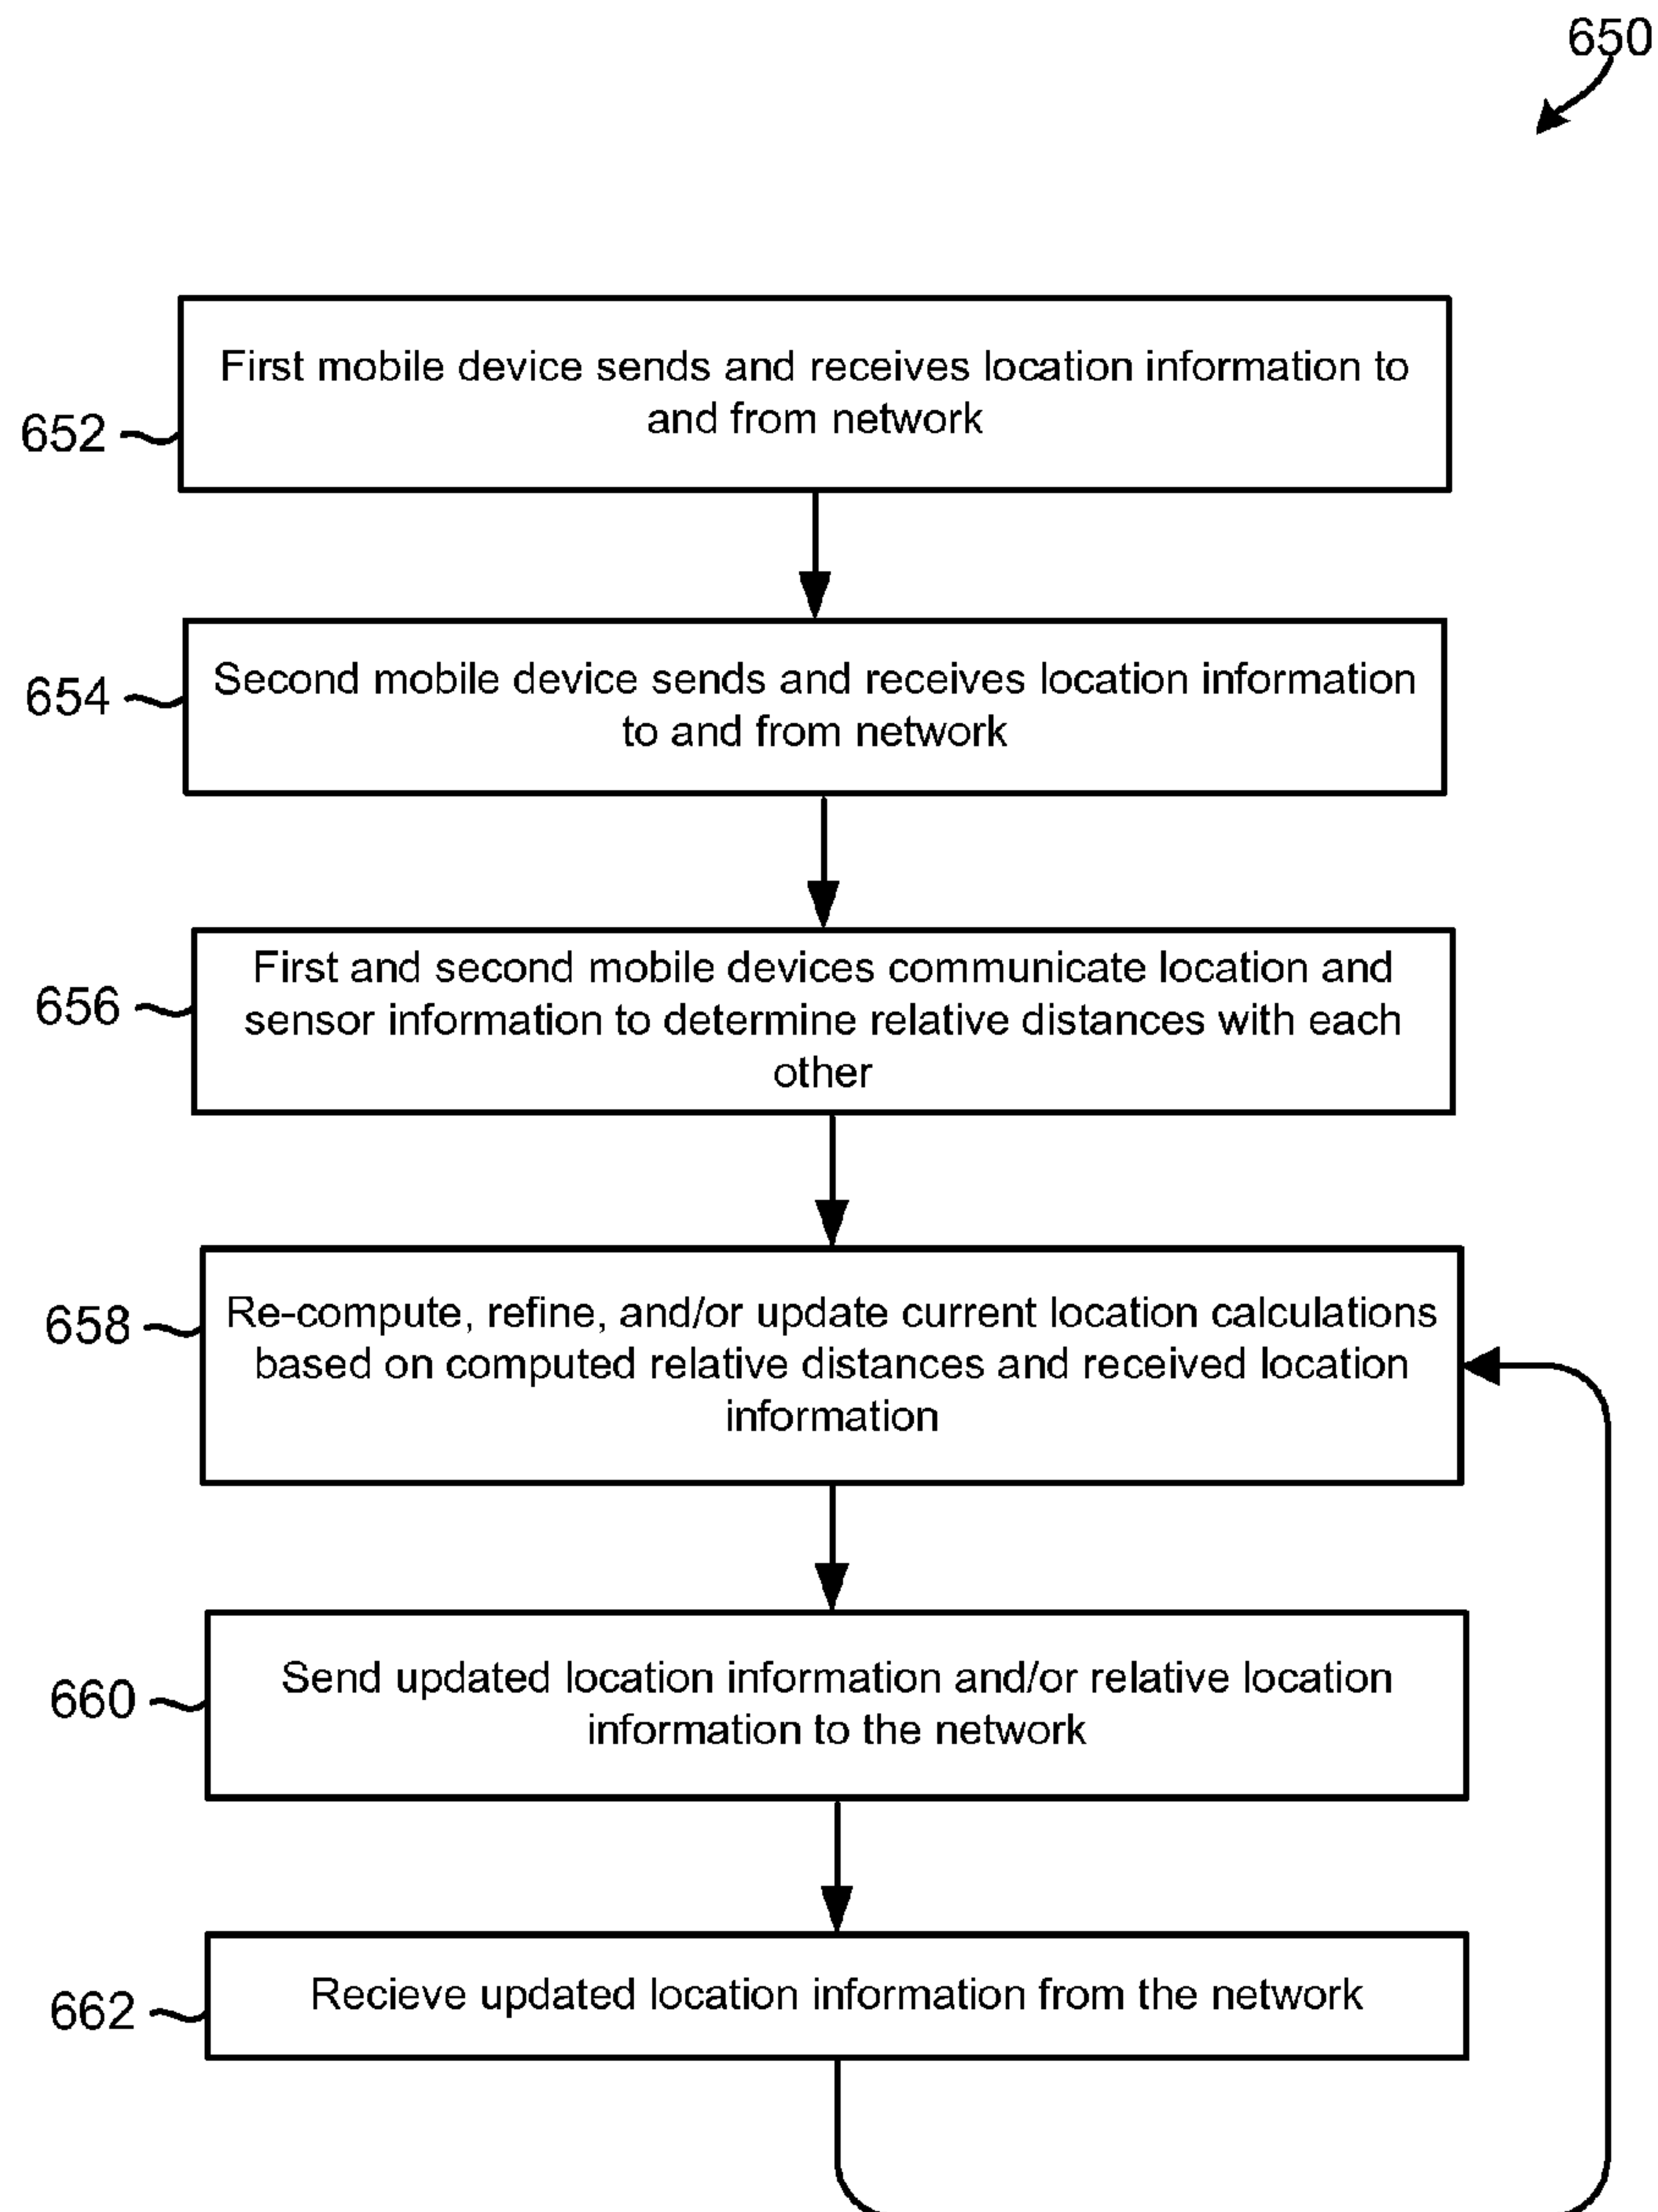 650
First mobile device sends and receives location information to
and from network
652
Second mobile device sends and receives location information
to and from network
654
First and second mobile devices communicate location and
sensor information to determine relative distances with each
other
656
Re-compute, refine, and/or update current location calculations
based on computed relative distances and received location
information
658
Send updated location information and/or relative location
information to the network
660
Recieve updated location information from the network
662